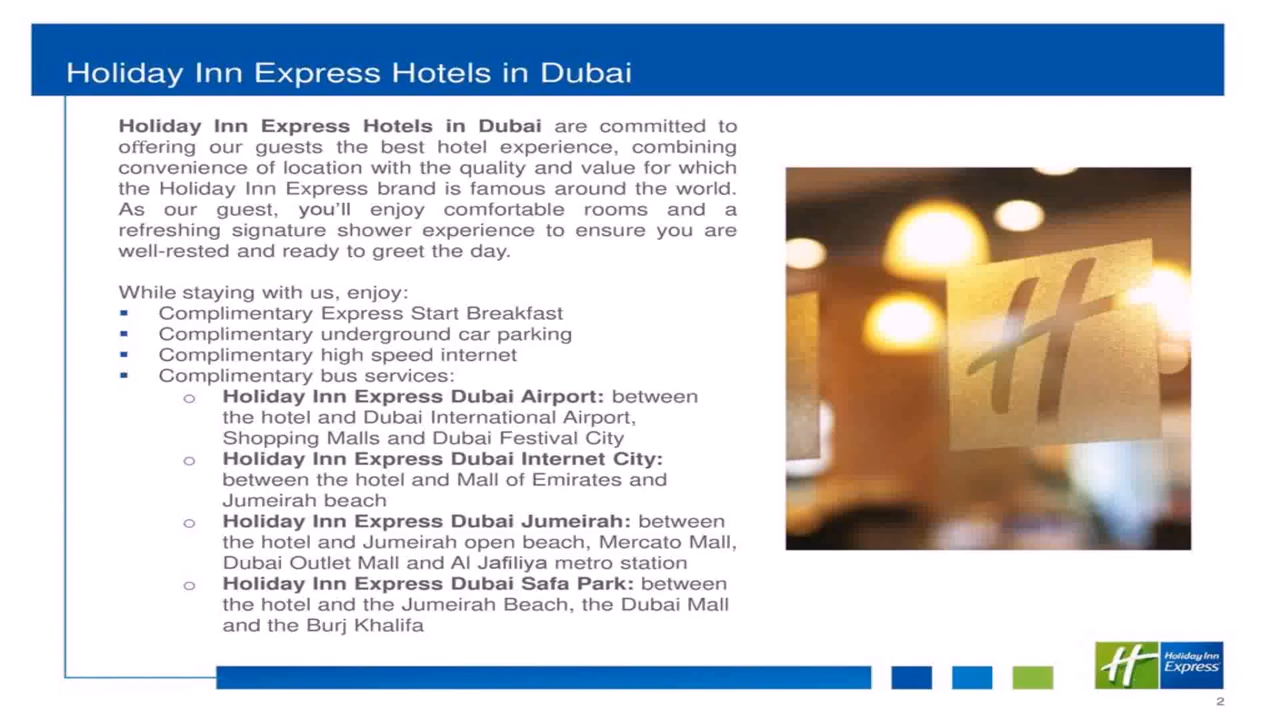 Holiday Inn Express Hotels in Dubai
Holiday Inn Express Hotels in Dubai are committed to
offering our guests the best hotel experience, combining
convenience of location with the quality and value for which
the Holiday Inn Express brand is famous around the world.
As our guest, you'll enjoy comfortable rooms and a
refreshing signature shower experience to ensure you are
well-rested and ready to greet the day.
While staying with us, enjoy:
▪ Complimentary Express Start Breakfast
▪ Complimentary underground car parking
▪ Complimentary high speed internet
▪ Complimentary bus services:
o Holiday Inn Express Dubai Airport: between
the hotel and Dubai International Airport,
Shopping Malls and Dubai Festival City
o Holiday Inn Express Dubai Internet City:
between the hotel and Mall of Emirates and
Jumeirah beach
o Holiday Inn Express Dubai Jumeirah: between
the hotel and Jumeirah open beach, Mercato Mall,
Dubai Outlet Mall and Al Jafiliya metro station
o Holiday Inn Express Dubai Safa Park: between
the hotel and the Jumeirah Beach, the Dubai Mall
and the Burj Khalifa
H
H
Holiday Inn
Express
2